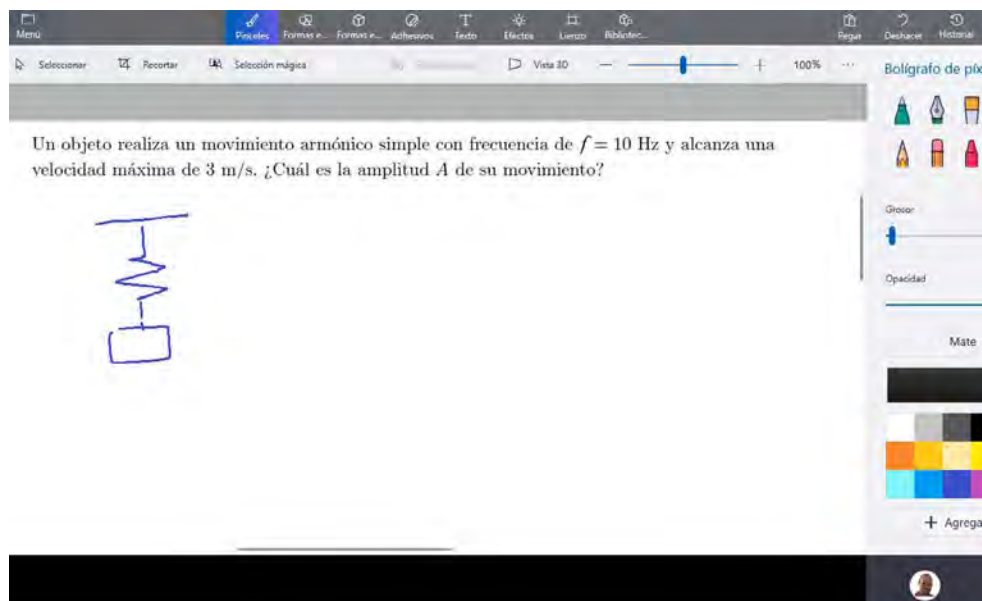 Menú Pinceles Formas e... Formas e... Adhesivos Texto Efectos Lienzo Bibliotec... Pegar Deshacer Historial
Seleccionar Recortar Selección mágica Vista 3D 100% ...
Bolígrafo de píx
Un objeto realiza un movimiento armónico simple con frecuencia de f = 10 Hz y alcanza una
velocidad máxima de 3 m/s. ¿Cuál es la amplitud A de su movimiento?
Grosor
Opacidad
Mate
+ Agrega